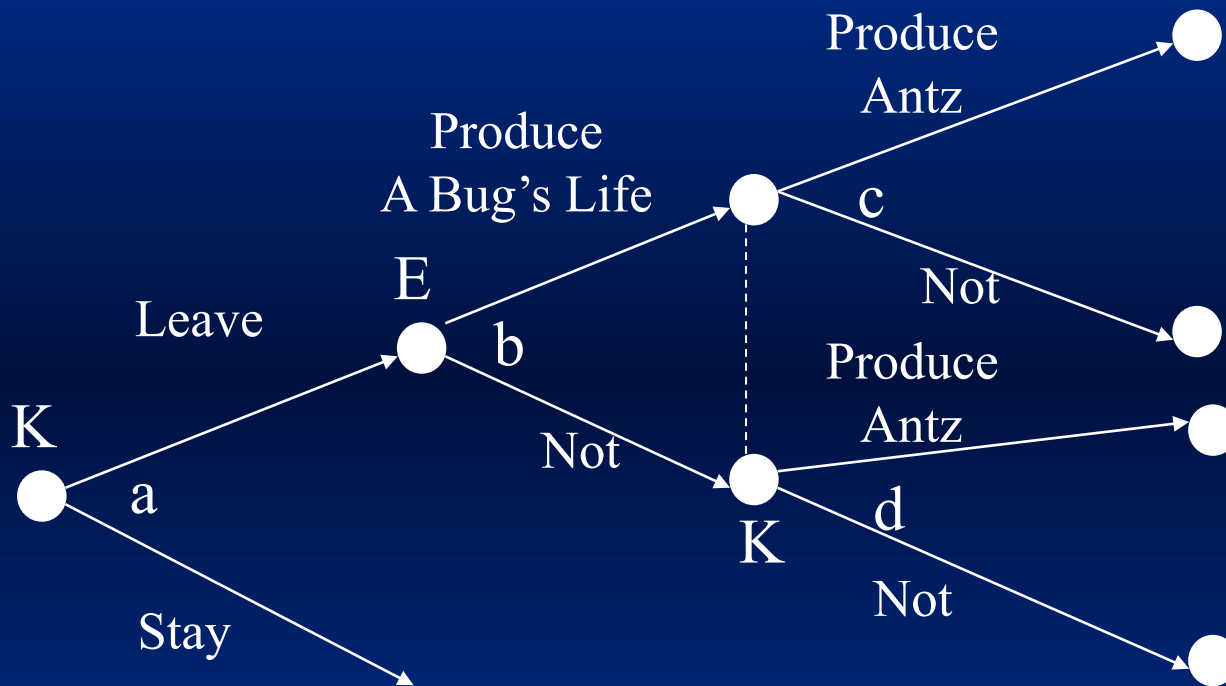 Produce
Antz
Produce
A Bug’s Life
c
E
Not
Leave
b
Produce
Antz
K
Not
a
d
K
Not
Stay